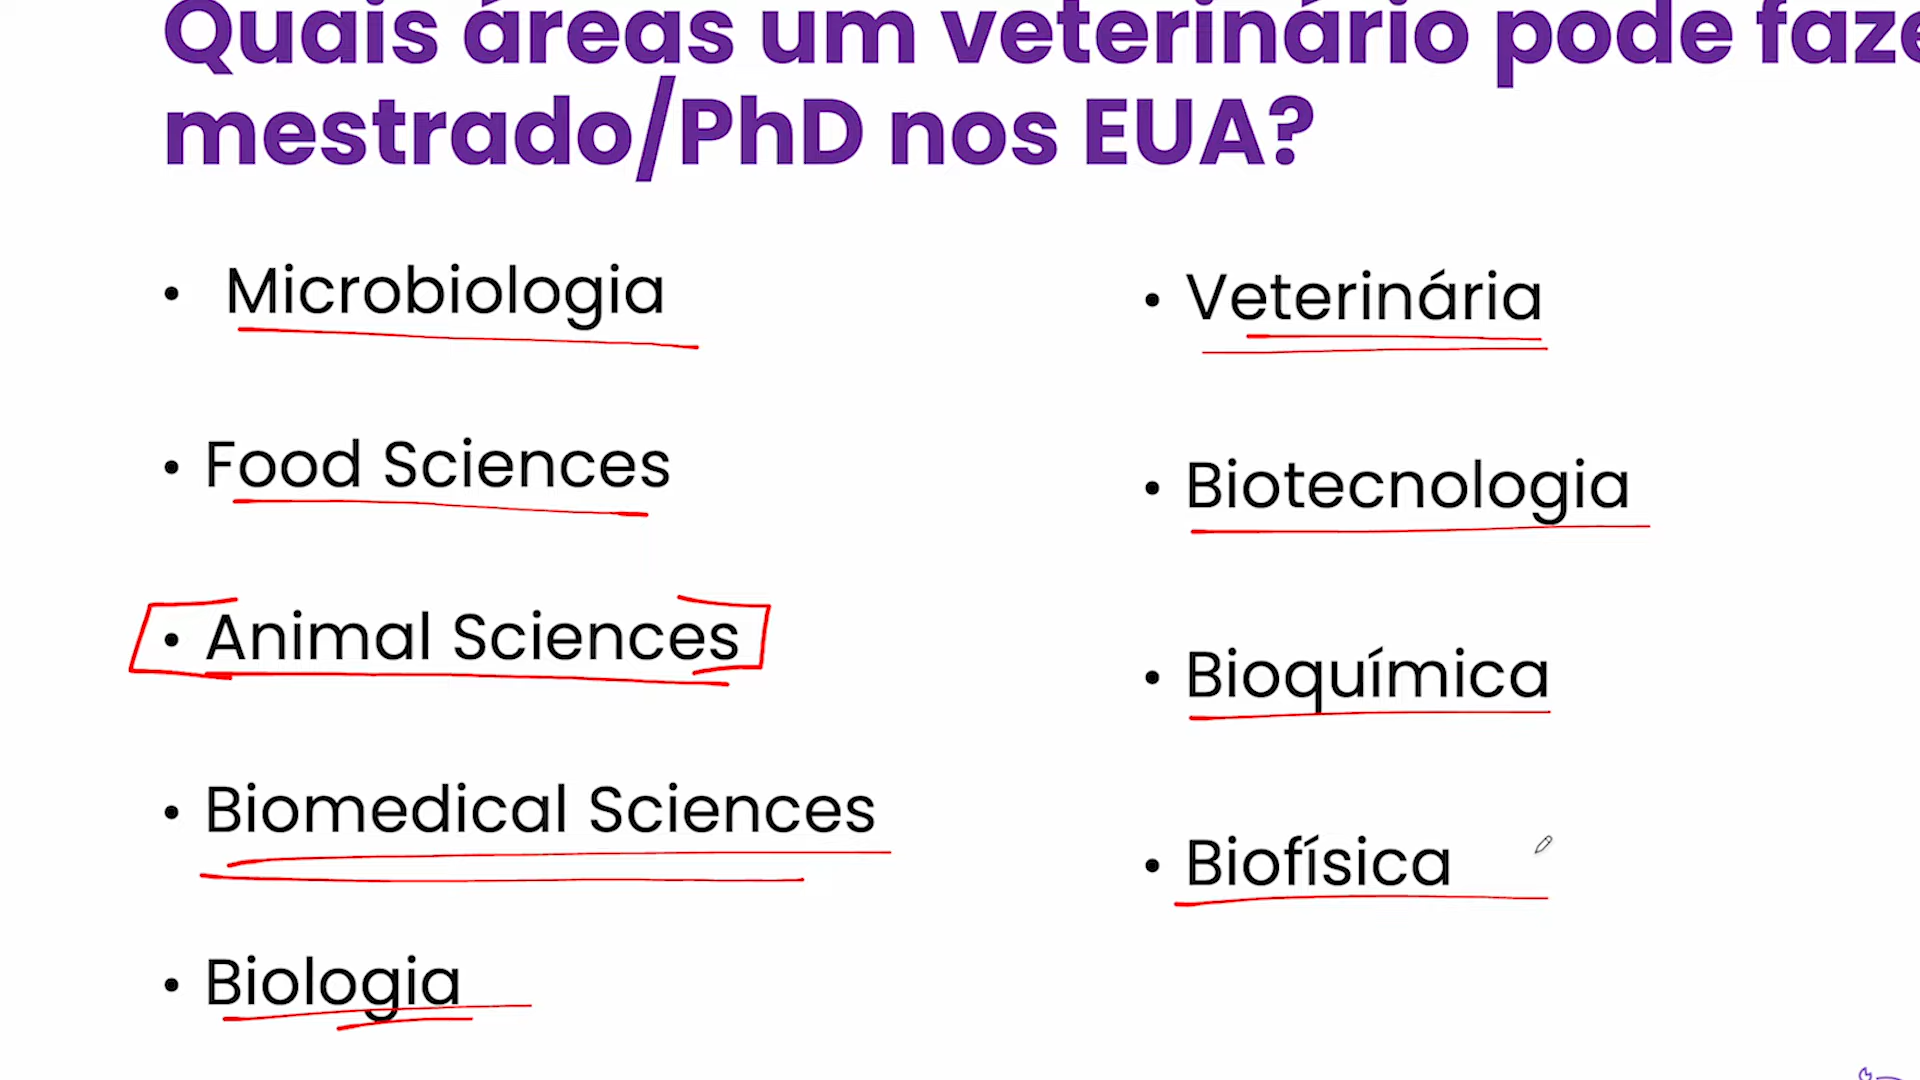 Quais áreas um veterinário pode faze
mestrado/PhD nos EUA?
• Microbiologia
• Food Sciences
• Animal Sciences
• Biomedical Sciences
• Biologia
• Veterinária
• Biotecnologia
• Bioquímica
• Biofísica